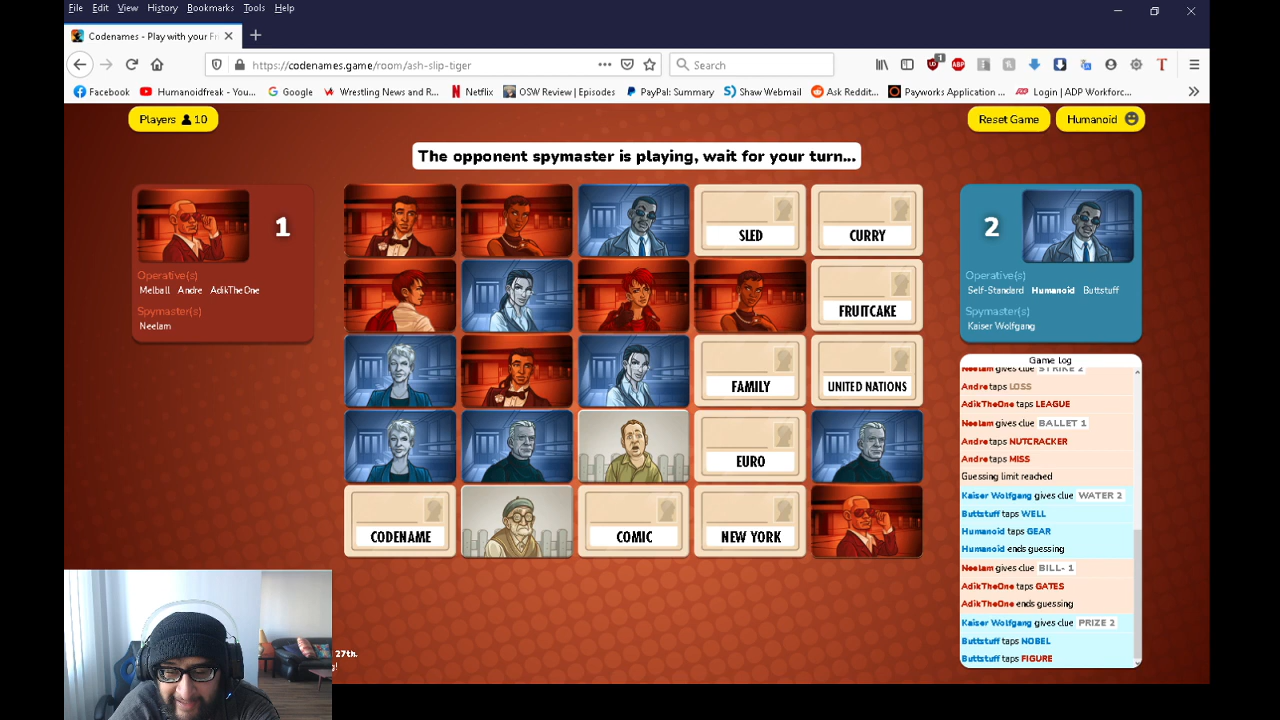 File Edit View History Bookmarks Tools Help
Codenames - Play with your Fri
https://codenames.game/room/ash-slip-tiger
Search
Facebook Humanoidfreak - You... Google Wrestling News and R... Netflix OSW Review | Episodes PayPal: Summary Shaw Webmail Ask Reddit... Payworks Application ... Login | ADP Workforc...
Players 10
Reset Game
Humanoid
The opponent spymaster is playing, wait for your turn...
1
Operative(s)
Melball Andre AdikTheOne
Spymaster(s)
Neelam
SLED
CURRY
FRUITCAKE
FAMILY
UNITED NATIONS
EURO
CODENAME
COMIC
NEW YORK
2
Operative(s)
Self-Standard Humanoid Buttstuff
Spymaster(s)
Kaiser Wolfgang
Game Log
Neelam gives clue STRIKE 2
Andre taps LOSS
AdikTheOne taps LEAGUE
Neelam gives clue BALLET 1
Andre taps NUTCRACKER
Andre taps MISS
Guessing limit reached
Kaiser Wolfgang gives clue WATER 2
Buttstuff taps WELL
Humanoid taps GEAR
Humanoid ends guessing
Neelam gives clue BILL- 1
AdikTheOne taps GATES
AdikTheOne ends guessing
Kaiser Wolfgang gives clue PRIZE 2
Buttstuff taps NOBEL
Buttstuff taps FIGURE
27th.